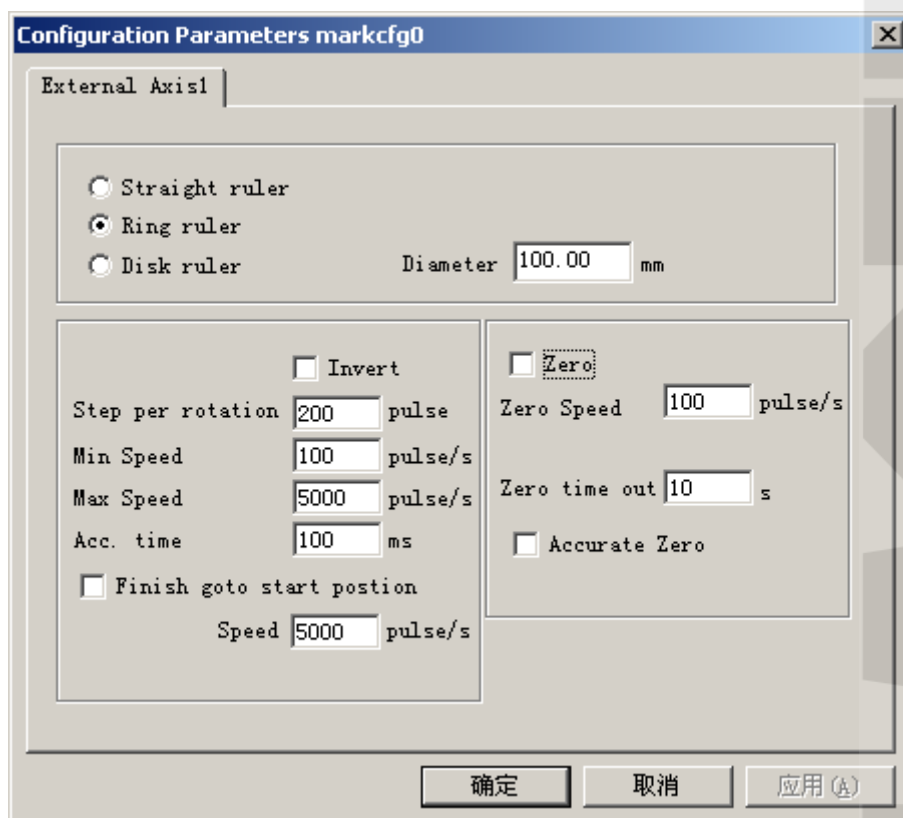 Configuration Parameters markcfg0
External Axis1
Straight ruler
Ring ruler
Disk ruler Diameter 100.00 mm
Invert
Step per rotation 200 pulse
Min Speed 100 pulse/s
Max Speed 5000 pulse/s
Acc. time 100 ms
Finish goto start postion
Speed 5000 pulse/s
Zero
Zero Speed 100 pulse/s
Zero time out 10 s
Accurate Zero
确定 取消 应用(A)